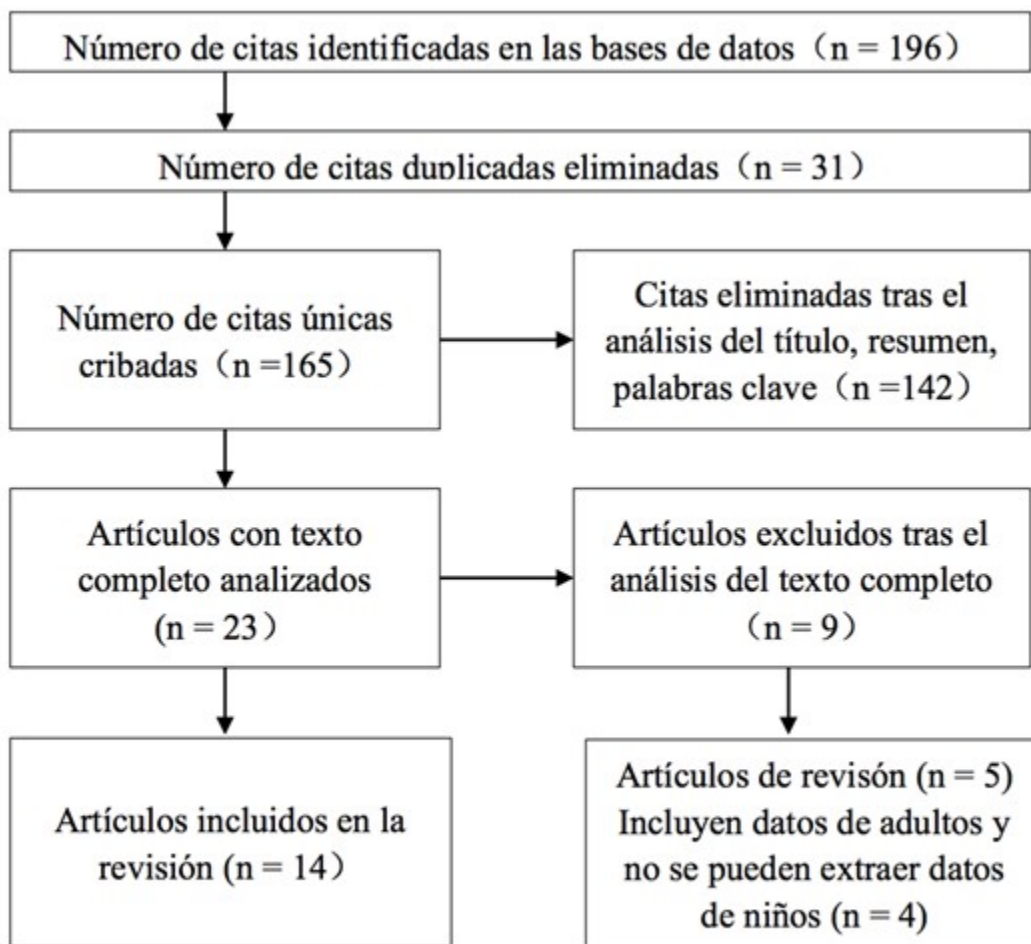 Número de citas identificadas en las bases de datos（n = 196）
Número de citas duplicadas eliminadas（n = 31）
Número de citas únicas
cribadas（n =165）
Citas eliminadas tras el
análisis del título, resumen,
palabras clave（n =142）
Artículos con texto
completo analizados
(n = 23）
Artículos excluidos tras el
análisis del texto completo
（n = 9）
Artículos incluidos en la
revisión (n = 14）
Artículos de revisón (n = 5)
Incluyen datos de adultos y
no se pueden extraer datos
de niños (n = 4)